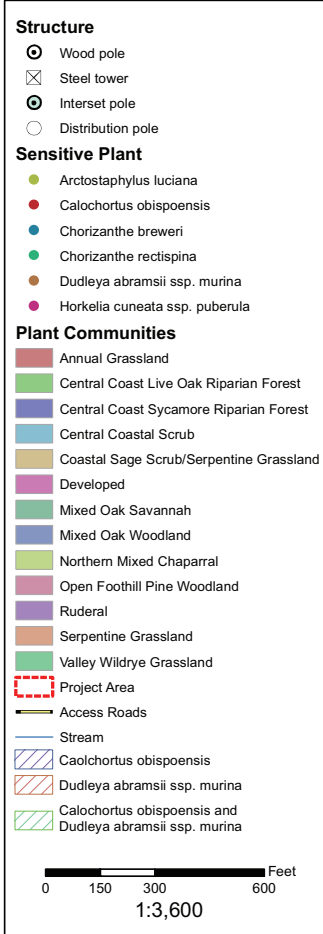 Structure
Wood pole
Steel tower
Interset pole
Distribution pole
Sensitive Plant
Arctostaphylus luciana
Calochortus obispoensis
Chorizanthe breweri
Chorizanthe rectispina
Dudleya abramsii ssp. murina
Horkelia cuneata ssp. puberula
Plant Communities
Annual Grassland
Central Coast Live Oak Riparian Forest
Central Coast Sycamore Riparian Forest
Central Coastal Scrub
Coastal Sage Scrub/Serpentine Grassland
Developed
Mixed Oak Savannah
Mixed Oak Woodland
Northern Mixed Chaparral
Open Foothill Pine Woodland
Ruderal
Serpentine Grassland
Valley Wildrye Grassland
Project Area
Access Roads
Stream
Caolchortus obispoensis
Dudleya abramsii ssp. murina
Calochortus obispoensis and
Dudleya abramsii ssp. murina
Feet
0 150 300 600
1:3,600